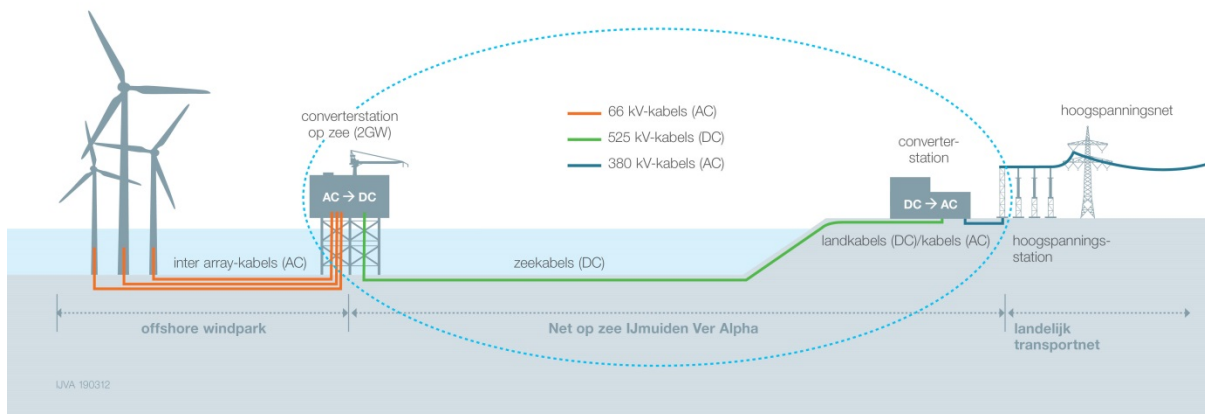 converterstation
op zee (2GW)
66 kV-kabels (AC)
525 kV-kabels (DC)
380 kV-kabels (AC)
hoogspanningsnet
converter-
station
AC → DC
DC → AC
inter array-kabels (AC)
zeekabels (DC)
landkabels (DC)/kabels (AC)
hoogspannings-
station
offshore windpark
Net op zee IJmuiden Ver Alpha
landelijk
transportnet
IJVA 190312